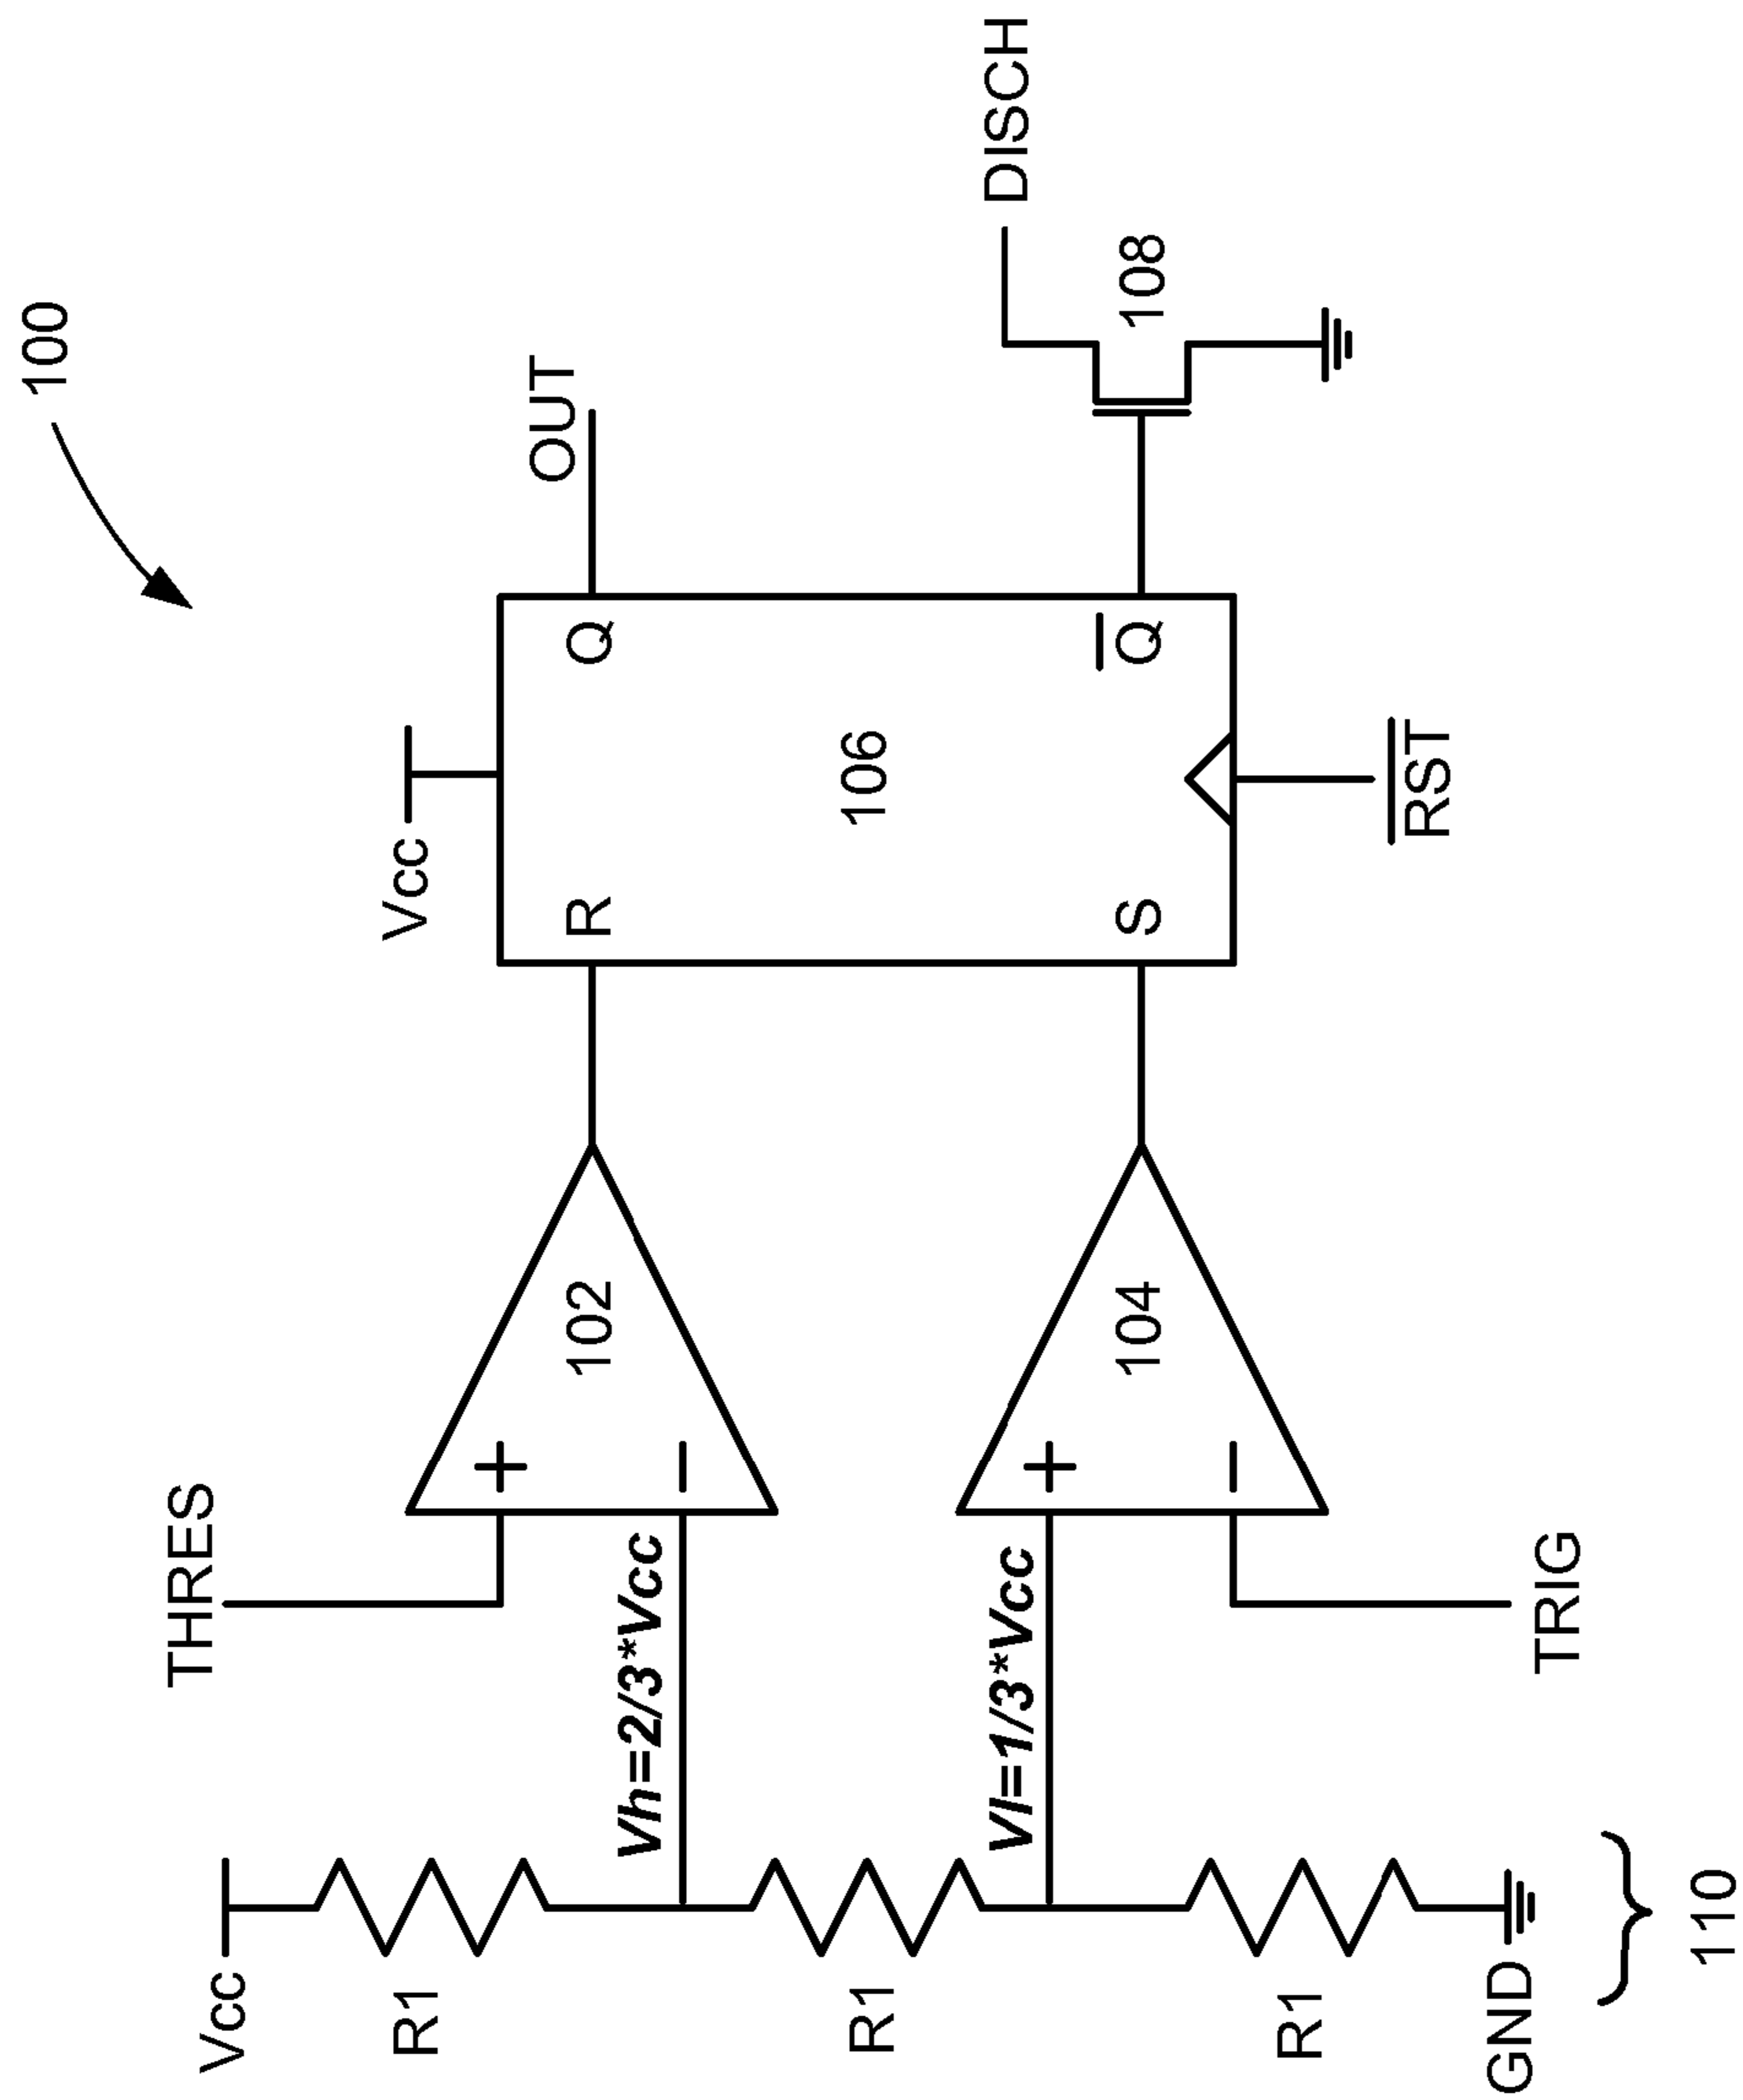 100
Vcc
THRES
Vcc
R1
R
Q
OUT
+
102
Vh=2/3*Vcc
−
R1
106
DISCH
Vl=1/3*Vcc
+
104
S
Q̅
108
−
R1
R̅S̅T̅
TRIG
GND
110